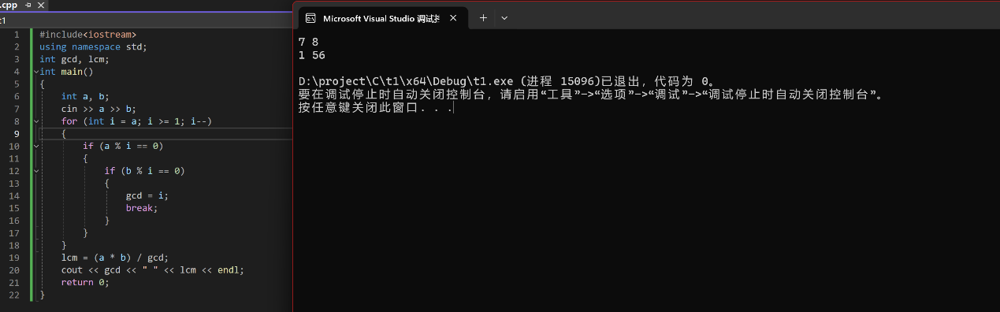 .cpp
t1
Microsoft Visual Studio 调试
1 #include<iostream>
2 using namespace std;
3 int gcd, lcm;
4 int main()
5 {
6 int a, b;
7 cin >> a >> b;
8 for (int i = a; i >= 1; i--)
9 {
10 if (a % i == 0)
11 {
12 if (b % i == 0)
13 {
14 gcd = i;
15 break;
16 }
17 }
18 }
19 lcm = (a * b) / gcd;
20 cout << gcd << " " << lcm << endl;
21 return 0;
22 }
7 8
1 56
D:\project\C\t1\x64\Debug\t1.exe (进程 15096)已退出，代码为 0。
要在调试停止时自动关闭控制台，请启用“工具”->“选项”->“调试”->“调试停止时自动关闭控制台”。
按任意键关闭此窗口. . .